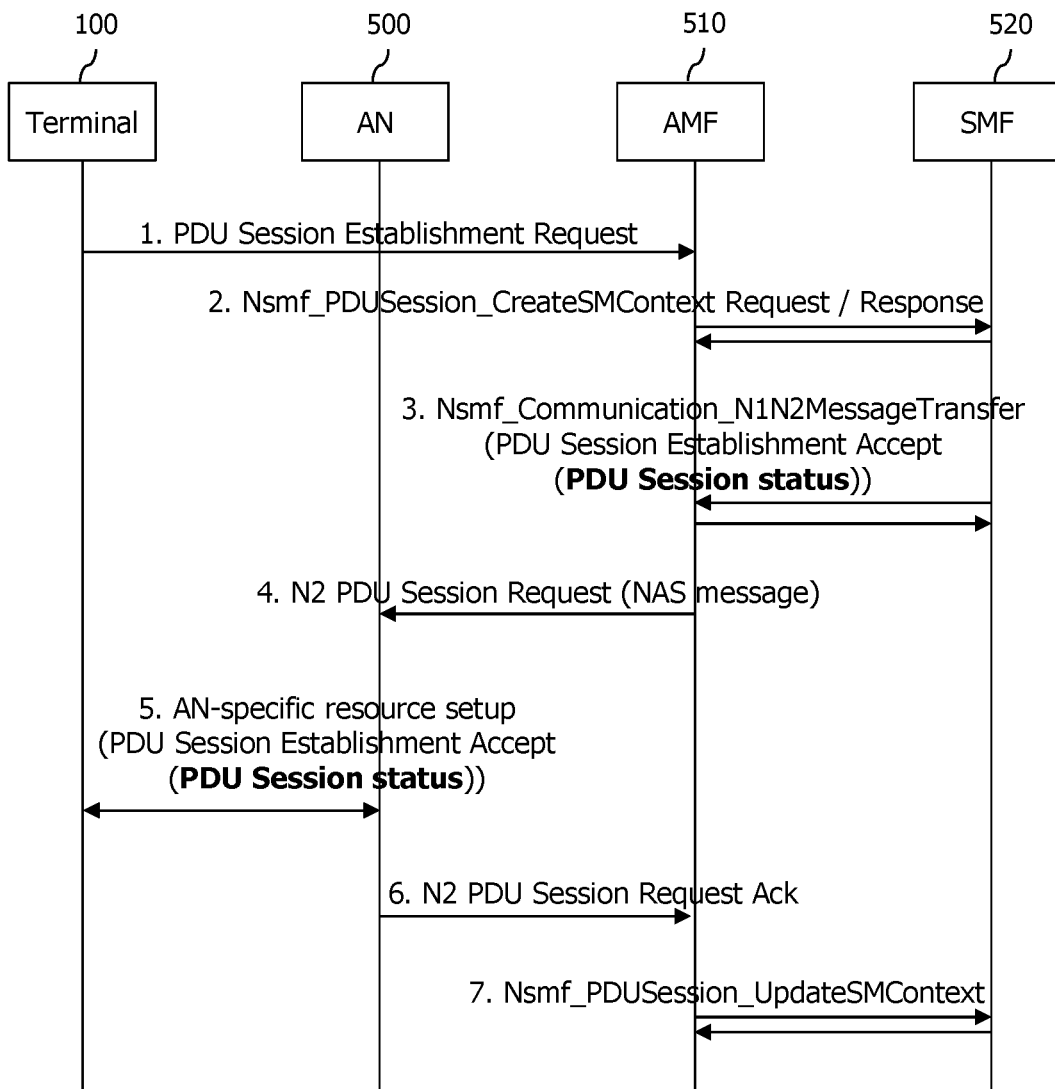 100 500 510 520
Terminal AN AMF SMF
1. PDU Session Establishment Request
2. Nsmf_PDUSession_CreateSMContext Request / Response
3. Nsmf_Communication_N1N2MessageTransfer
(PDU Session Establishment Accept
(PDU Session status))
4. N2 PDU Session Request (NAS message)
5. AN-specific resource setup
(PDU Session Establishment Accept
(PDU Session status))
6. N2 PDU Session Request Ack
7. Nsmf_PDUSession_UpdateSMContext